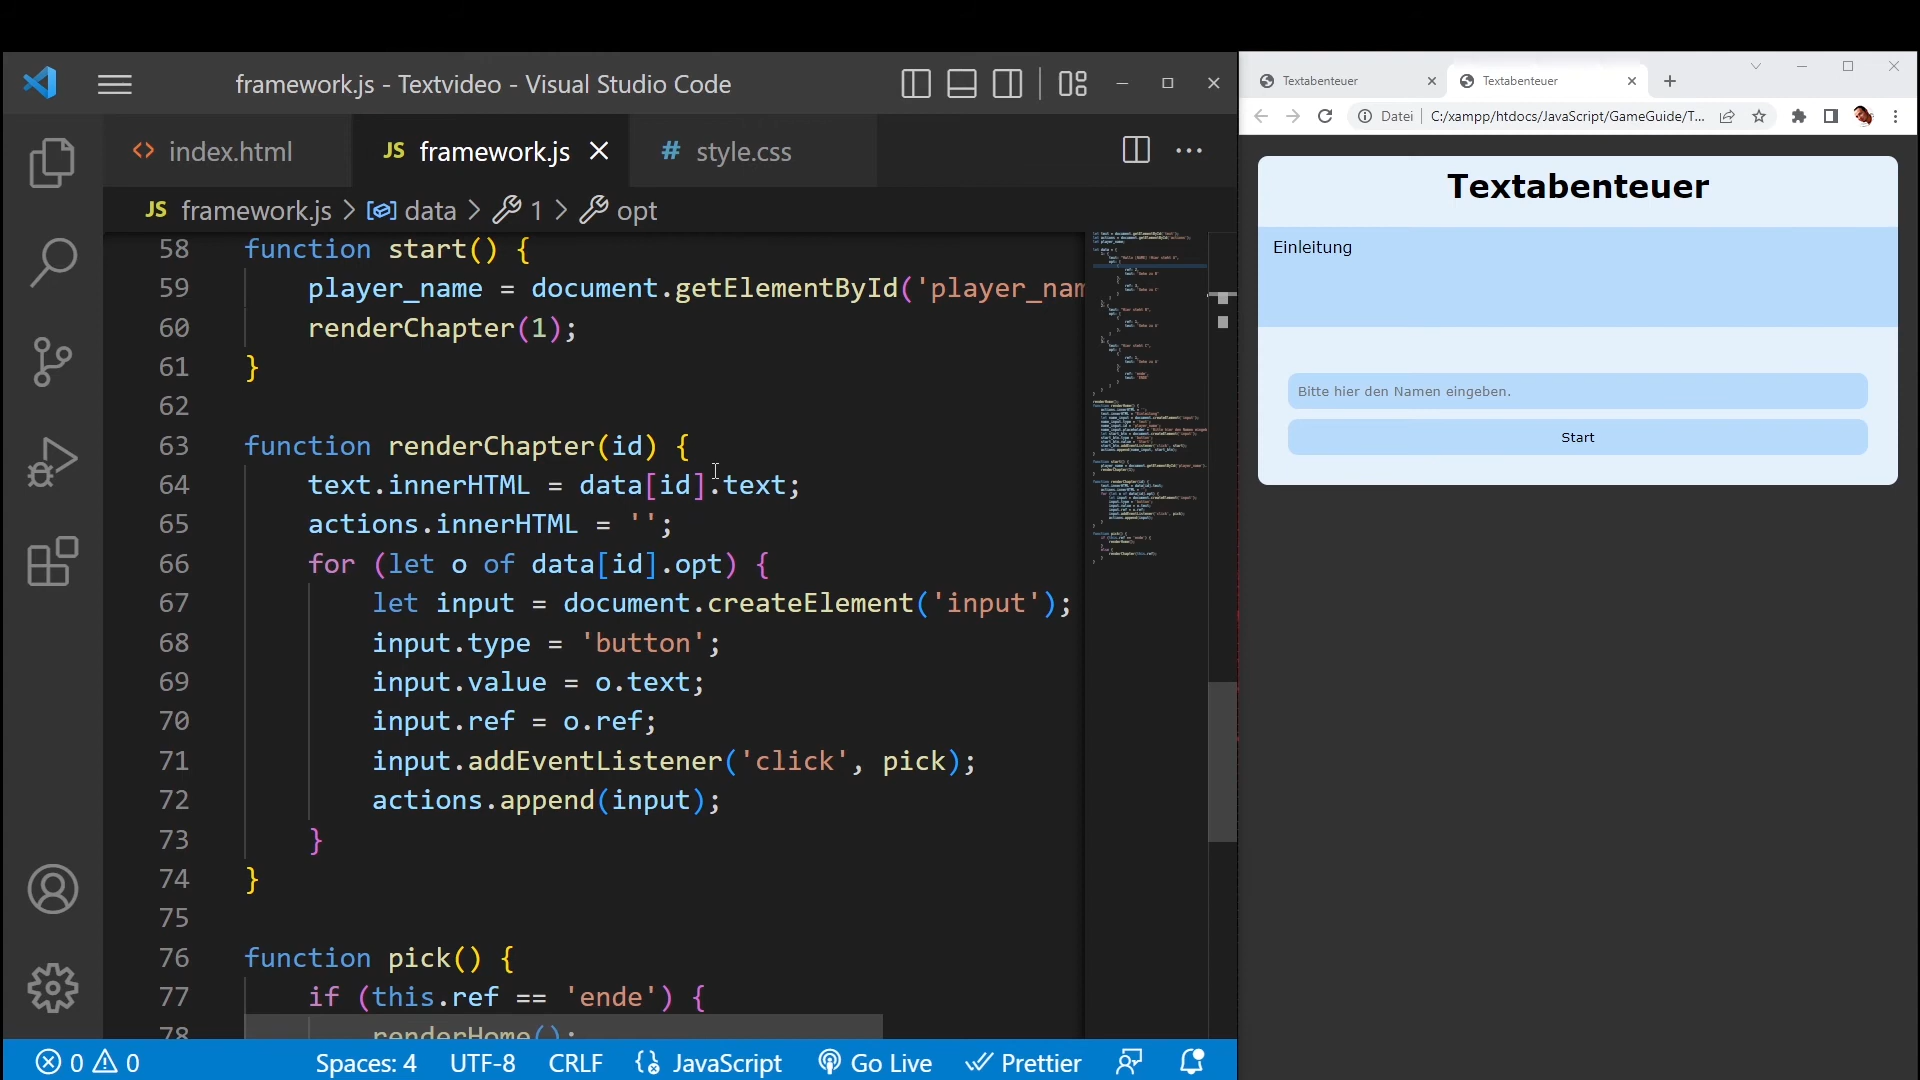 framework.js - Textvideo - Visual Studio Code
index.html
JS framework.js
# style.css
JS framework.js > data > 1 > opt
58 function start() {
59 player_name = document.getElementById('player_nam
60 renderChapter(1);
61 }
62
63 function renderChapter(id) {
64 text.innerHTML = data[id].text;
65 actions.innerHTML = '';
66 for (let o of data[id].opt) {
67 let input = document.createElement('input');
68 input.type = 'button';
69 input.value = o.text;
70 input.ref = o.ref;
71 input.addEventListener('click', pick);
72 actions.append(input);
73 }
74 }
75
76 function pick() {
77 if (this.ref == 'ende') {
78 renderHome();
0 0 Spaces: 4 UTF-8 CRLF JavaScript Go Live Prettier
Textabenteuer
Textabenteuer
Datei C:/xampp/htdocs/JavaScript/GameGuide/T...
Textabenteuer
Einleitung
Bitte hier den Namen eingeben.
Start